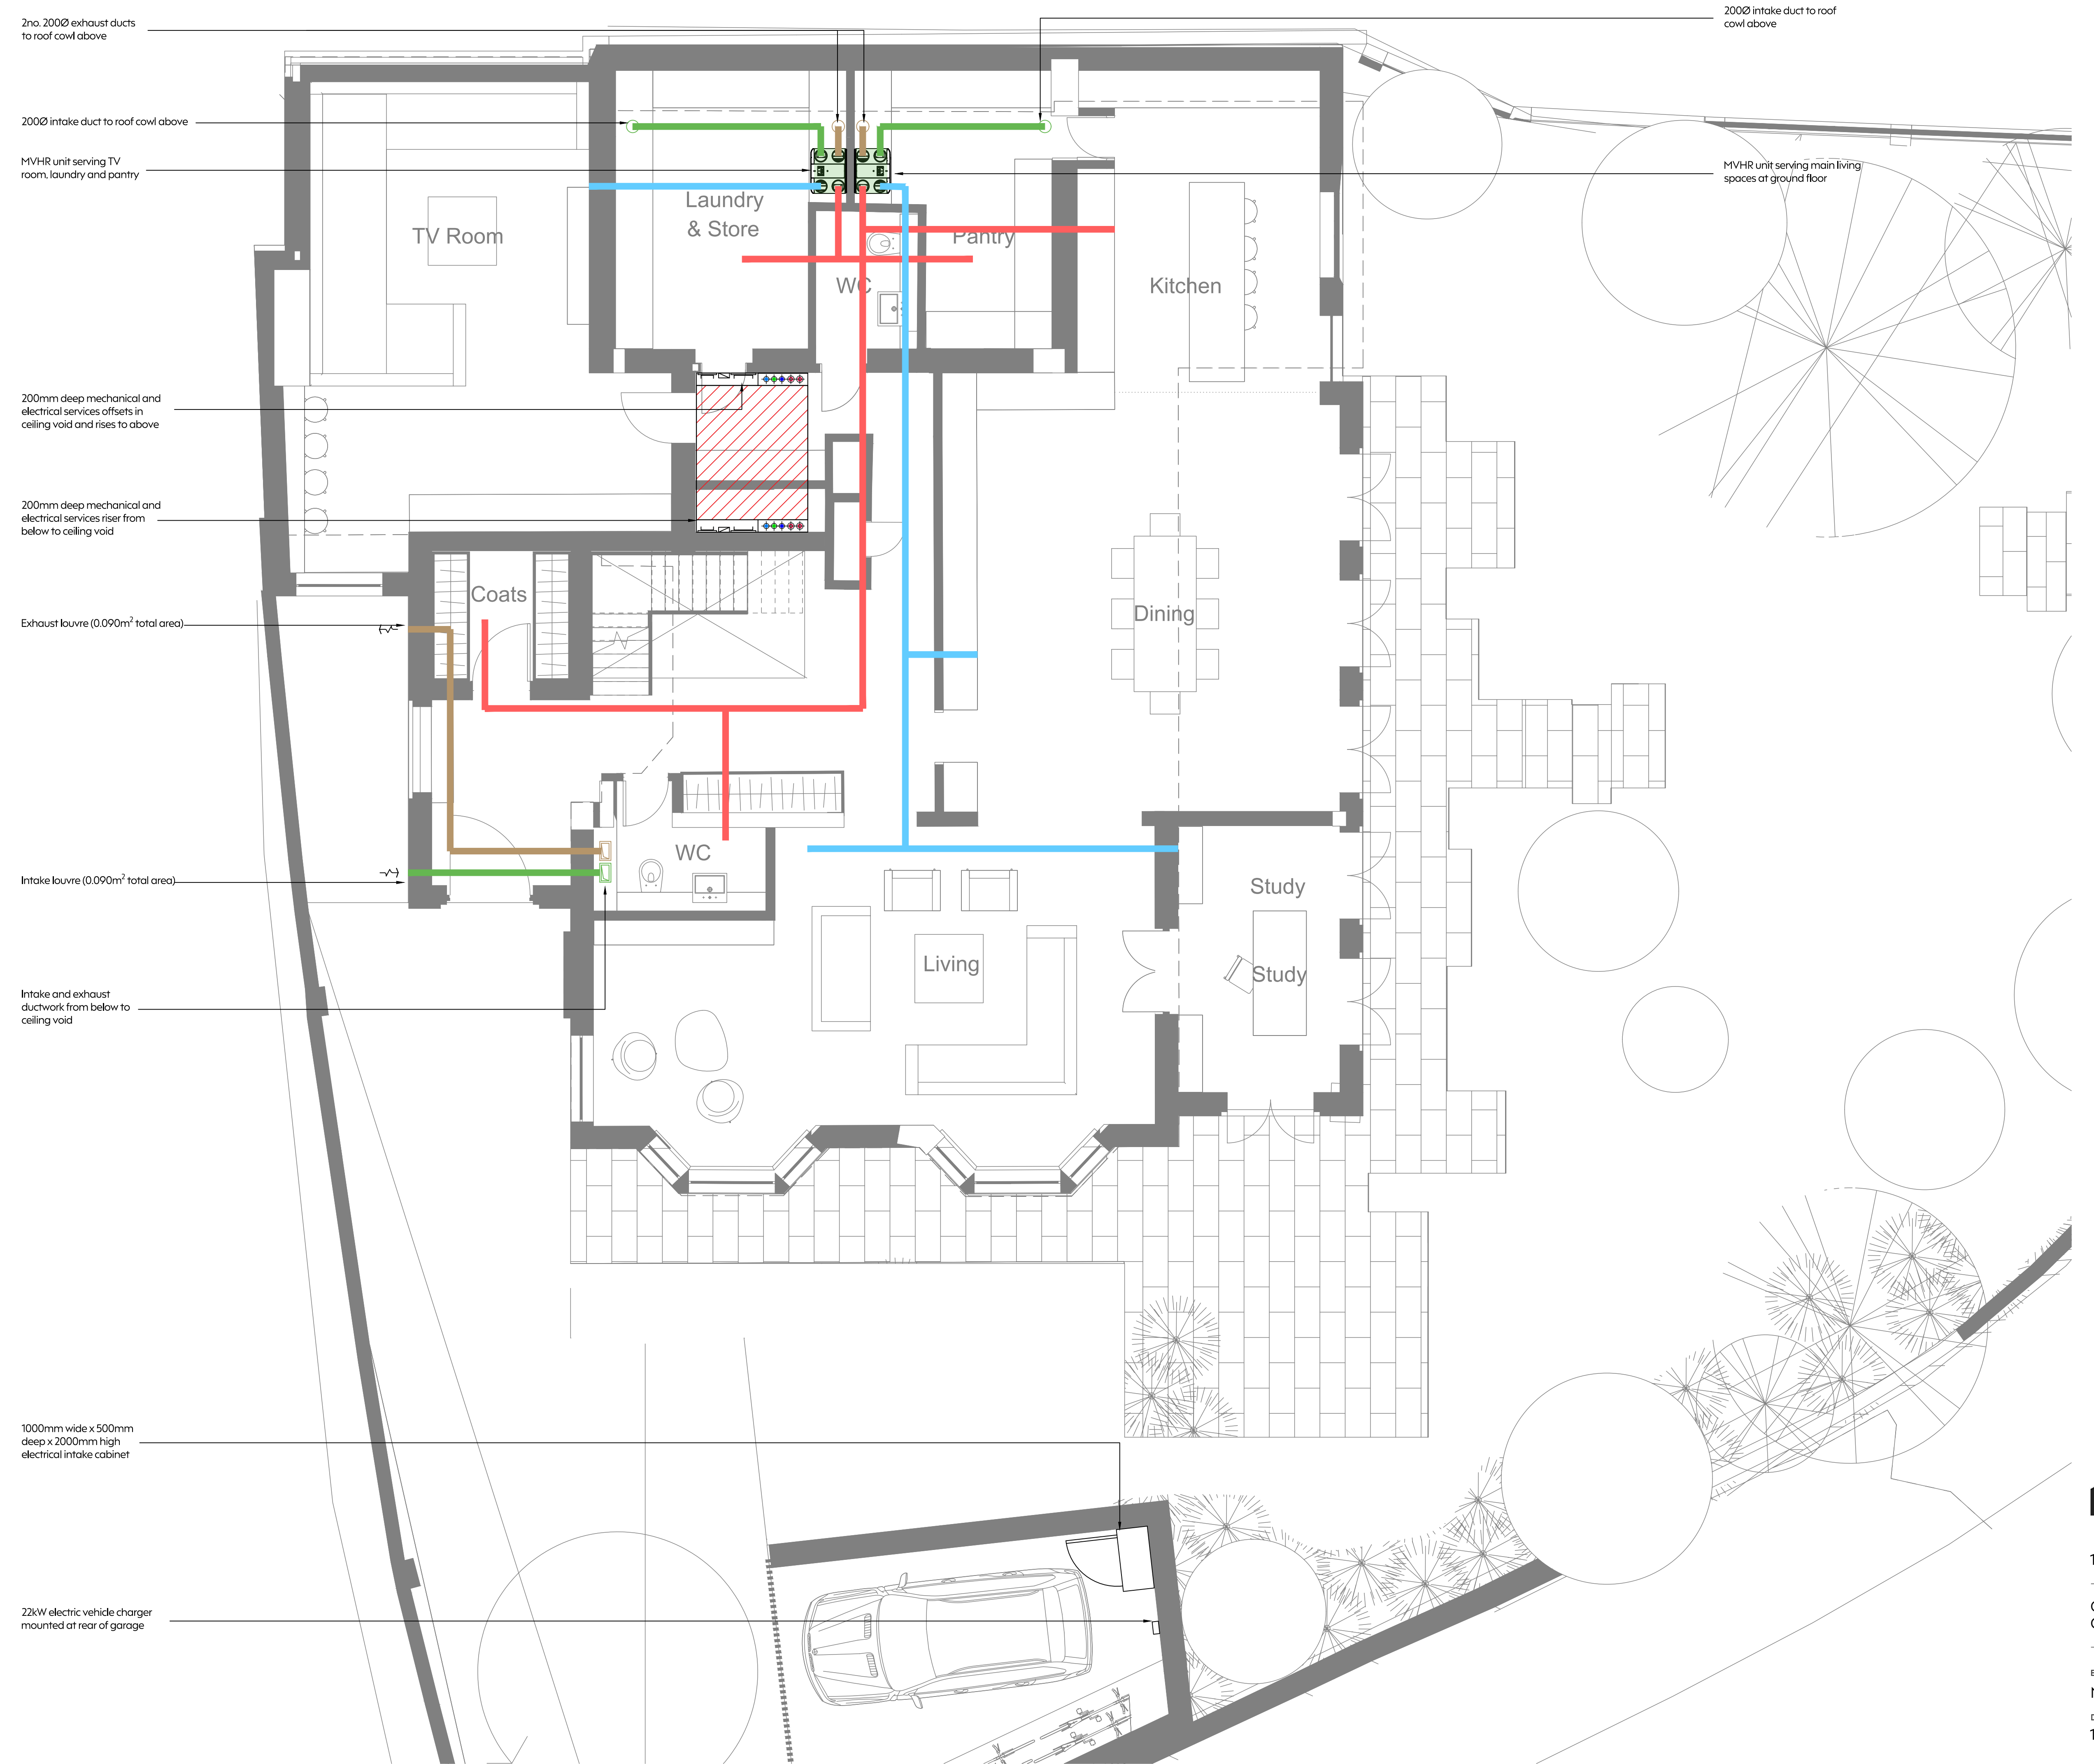 2no. 200Ø exhaust ducts
to roof cowl above
200Ø intake duct to roof
cowl above
200Ø intake duct to roof cowl above
MVHR unit serving TV
room, laundry and pantry
MVHR unit serving main living
spaces at ground floor
Laundry
& Store
TV Room
Pantry
WC
Kitchen
200mm deep mechanical and
electrical services offsets in
ceiling void and rises to above
200mm deep mechanical and
electrical services riser from
below to ceiling void
Coats
Dining
Exhaust louvre (0.090m² total area)
WC
Intake louvre (0.090m² total area)
Study
Living
Study
Intake and exhaust
ductwork from below to
ceiling void
1000mm wide x 500mm
deep x 2000mm high
electrical intake cabinet
22kW electric vehicle charger
mounted at rear of garage